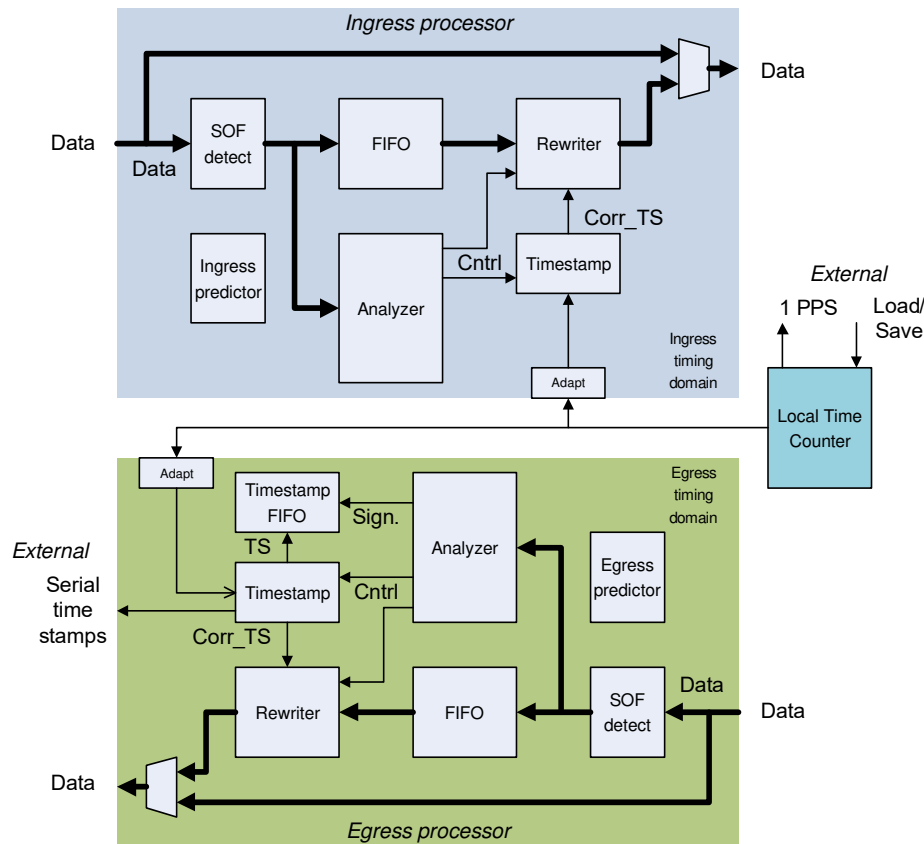 Ingress processor
Data
Data
Data
SOF
detect
FIFO
Rewriter
Corr_TS
Ingress
predictor
Analyzer
Cntrl
Timestamp
External
1 PPS
Load/
Save
Ingress
timing
domain
Adapt
Local Time
Counter
Adapt
Timestamp
FIFO
Sign.
Analyzer
Egress
timing
domain
TS
External
Serial
time
stamps
Timestamp
Cntrl
Egress
predictor
Corr_TS
Rewriter
FIFO
SOF
detect
Data
Data
Data
Egress processor